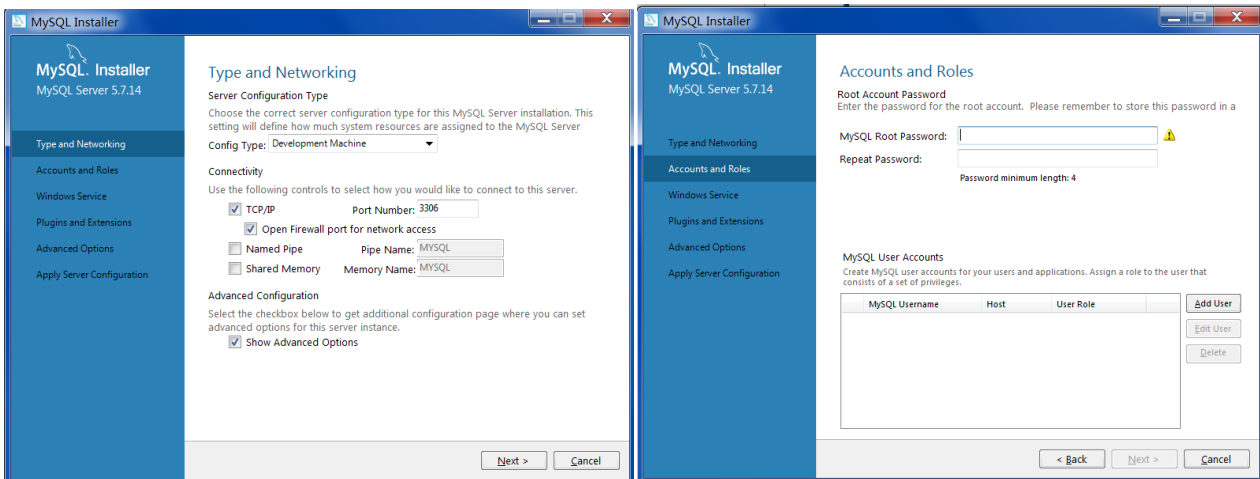 MySQL Installer
MySQL. Installer
MySQL Server 5.7.14
Type and Networking
Accounts and Roles
Windows Service
Plugins and Extensions
Advanced Options
Apply Server Configuration
Type and Networking
Server Configuration Type
Choose the correct server configuration type for this MySQL Server installation. This
setting will define how much system resources are assigned to the MySQL Server
Config Type: Development Machine
Connectivity
Use the following controls to select how you would like to connect to this server.
TCP/IP Port Number: 3306
Open Firewall port for network access
Named Pipe Pipe Name: MYSQL
Shared Memory Memory Name: MYSQL
Advanced Configuration
Select the checkbox below to get additional configuration page where you can set
advanced options for this server instance.
Show Advanced Options
Next > Cancel
MySQL Installer
MySQL. Installer
MySQL Server 5.7.14
Type and Networking
Accounts and Roles
Windows Service
Plugins and Extensions
Advanced Options
Apply Server Configuration
Accounts and Roles
Root Account Password
Enter the password for the root account. Please remember to store this password in a
MySQL Root Password:
Repeat Password:
Password minimum length: 4
MySQL User Accounts
Create MySQL user accounts for your users and applications. Assign a role to the user that
consists of a set of privileges.
MySQL Username Host User Role
Add User
Edit User
Delete
< Back Next > Cancel